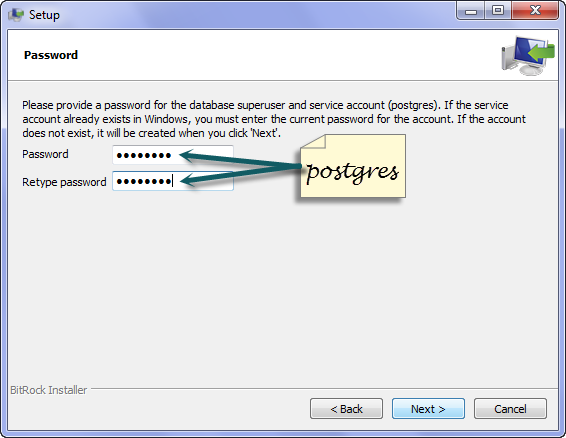 Setup
Password
Please provide a password for the database superuser and service account (postgres). If the service
account already exists in Windows, you must enter the current password for the account. If the account
does not exist, it will be created when you click 'Next'.
Password ●●●●●●●●
Retype password ●●●●●●●●
postgres
BitRock Installer
< Back Next > Cancel